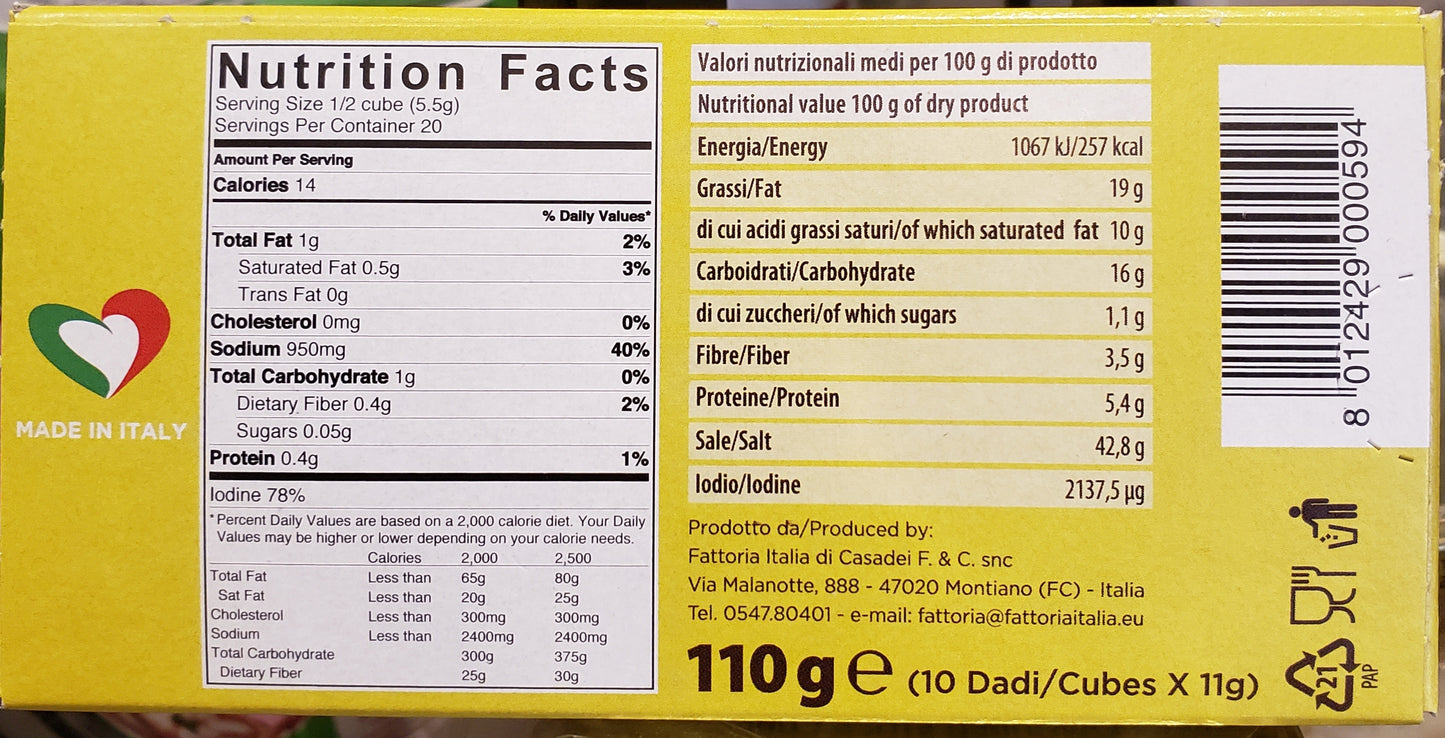 MADE IN ITALY
Nutrition Facts
Serving Size 1/2 cube (5.5g)
Servings Per Container 20
Amount Per Serving
Calories 14
% Daily Values*
Total Fat 1g 2%
Saturated Fat 0.5g 3%
Trans Fat 0g
Cholesterol 0mg 0%
Sodium 950mg 40%
Total Carbohydrate 1g 0%
Dietary Fiber 0.4g 2%
Sugars 0.05g
Protein 0.4g 1%
Iodine 78%
*Percent Daily Values are based on a 2,000 calorie diet. Your Daily
Values may be higher or lower depending on your calorie needs.
Calories 2,000 2,500
Total Fat Less than 65g 80g
Sat Fat Less than 20g 25g
Cholesterol Less than 300mg 300mg
Sodium Less than 2400mg 2400mg
Total Carbohydrate 300g 375g
Dietary Fiber 25g 30g
Valori nutrizionali medi per 100 g di prodotto
Nutritional value 100 g of dry product
Energia/Energy 1067 kJ/257 kcal
Grassi/Fat 19 g
di cui acidi grassi saturi/of which saturated fat 10 g
Carboidrati/Carbohydrate 16 g
di cui zuccheri/of which sugars 1,1 g
Fibre/Fiber 3,5 g
Proteine/Protein 5,4 g
Sale/Salt 42,8 g
Iodio/Iodine 2137,5 µg
Prodotto da/Produced by:
Fattoria Italia di Casadei F. & C. snc
Via Malanotte, 888 - 47020 Montiano (FC) - Italia
Tel. 0547.80401 - e-mail: fattoria@fattoriaitalia.eu
110 g ℮ (10 Dadi/Cubes X 11g)
8 012429 000594
21
PAP